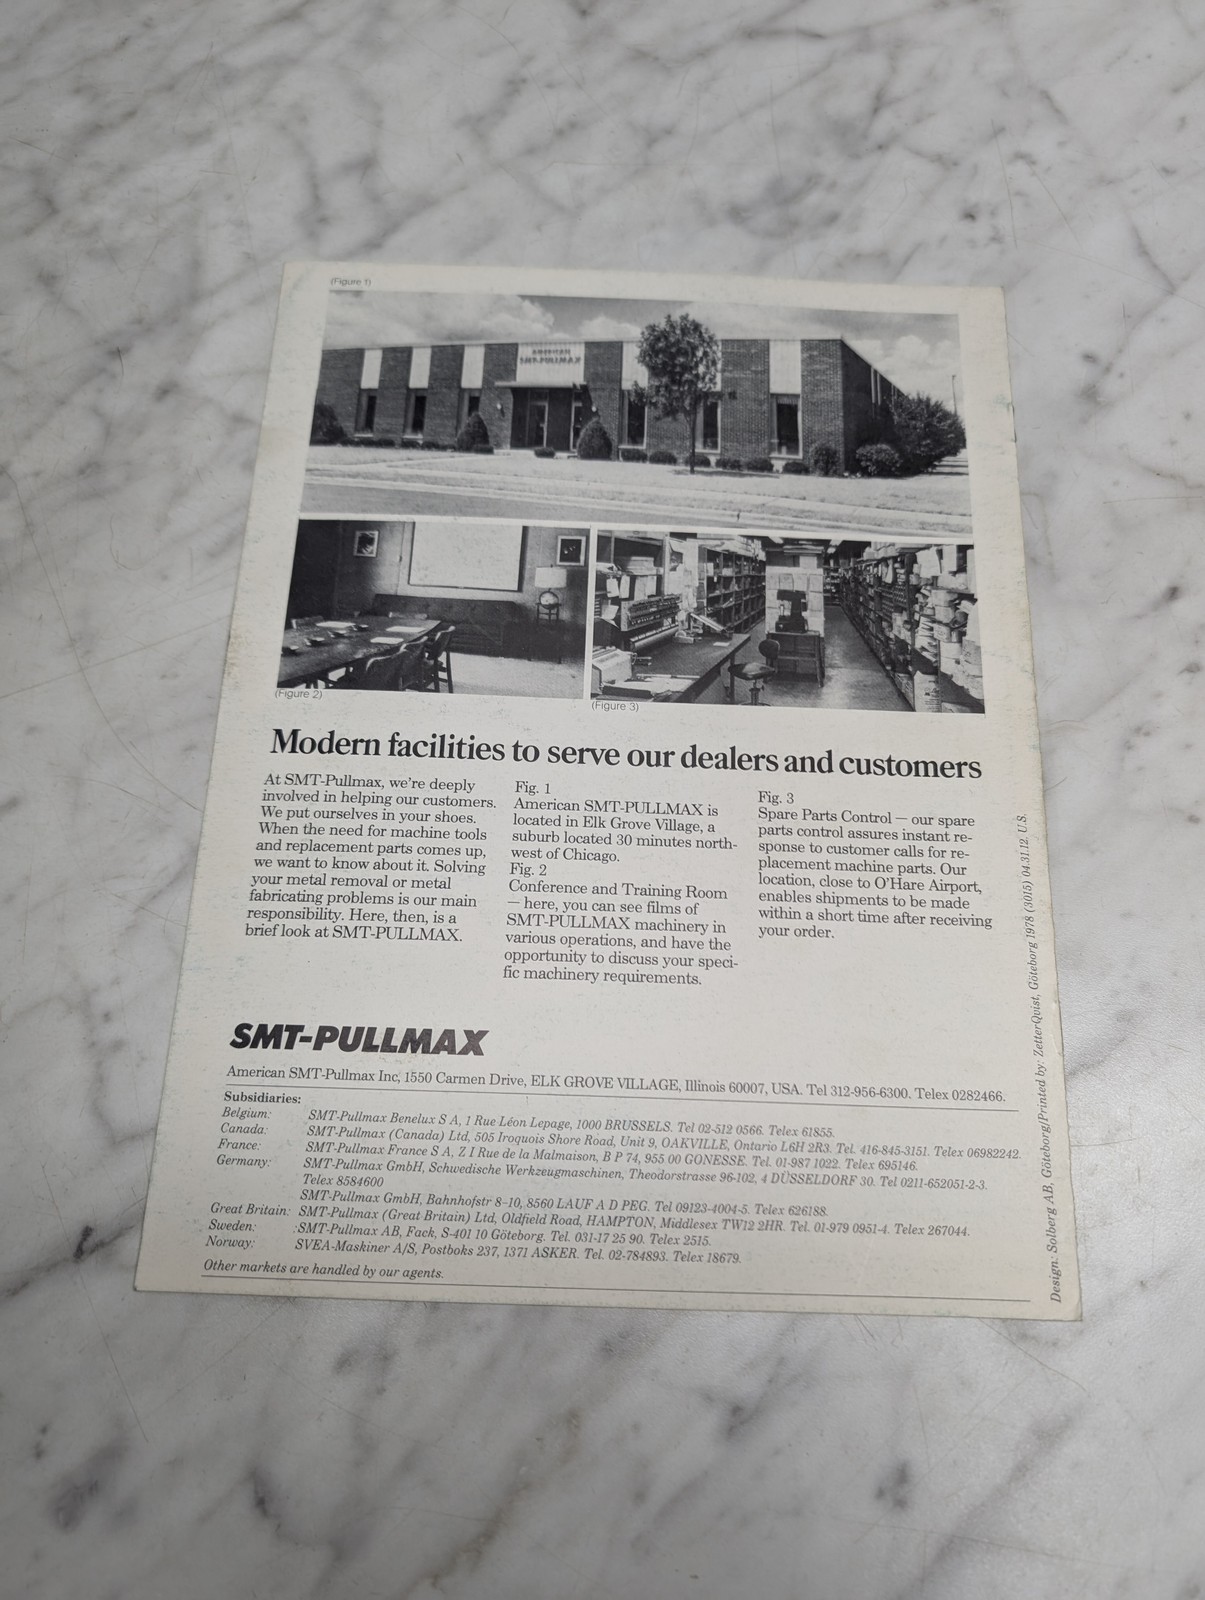 (Figure 1)
AMERICAN
SMT-PULLMAX
(Figure 2)
(Figure 3)
Modern facilities to serve our dealers and customers
At SMT-Pullmax, we're deeply
involved in helping our customers.
We put ourselves in your shoes.
When the need for machine tools
and replacement parts comes up,
we want to know about it. Solving
your metal removal or metal
fabricating problems is our main
responsibility. Here, then, is a
brief look at SMT-PULLMAX.
Fig. 1
American SMT-PULLMAX is
located in Elk Grove Village, a
suburb located 30 minutes north-
west of Chicago.
Fig. 2
Conference and Training Room
— here, you can see films of
SMT-PULLMAX machinery in
various operations, and have the
opportunity to discuss your speci-
fic machinery requirements.
Fig. 3
Spare Parts Control — our spare
parts control assures instant re-
sponse to customer calls for re-
placement machine parts. Our
location, close to O'Hare Airport,
enables shipments to be made
within a short time after receiving
your order.
SMT-PULLMAX
American SMT-Pullmax Inc, 1550 Carmen Drive, ELK GROVE VILLAGE, Illinois 60007, USA. Tel 312-956-6300. Telex 0282466.
Subsidiaries:
Belgium: SMT-Pullmax Benelux S A, 1 Rue Léon Lepage, 1000 BRUSSELS. Tel 02-512 0566. Telex 61855.
Canada: SMT-Pullmax (Canada) Ltd, 505 Iroquois Shore Road, Unit 9, OAKVILLE, Ontario L6H 2R3. Tel. 416-845-3151. Telex 06982242.
France: SMT-Pullmax France S A, Z I Rue de la Malmaison, B P 74, 955 00 GONESSE. Tel. 01-987 1022. Telex 695146.
Germany: SMT-Pullmax GmbH, Schwedische Werkzeugmaschinen, Theodorstrasse 96-102, 4 DÜSSELDORF 30. Tel 0211-652051-2-3.
Telex 8584600
SMT-Pullmax GmbH, Bahnhofstr 8-10, 8560 LAUF A D PEG. Tel 09123-4004-5. Telex 626188.
Great Britain: SMT-Pullmax (Great Britain) Ltd, Oldfield Road, HAMPTON, Middlesex TW12 2HR. Tel. 01-979 0951-4. Telex 267044.
Sweden: SMT-Pullmax AB, Fack, S-401 10 Göteborg. Tel. 031-17 25 90. Telex 2515.
Norway: SVEA-Maskiner A/S, Postboks 237, 1371 ASKER. Tel. 02-784893. Telex 18679.
Other markets are handled by our agents.
Design: Solberg AB, Göteborg/Printed by: ZetterQvist, Göteborg 1978 (3015) 04.31.12. U.S.